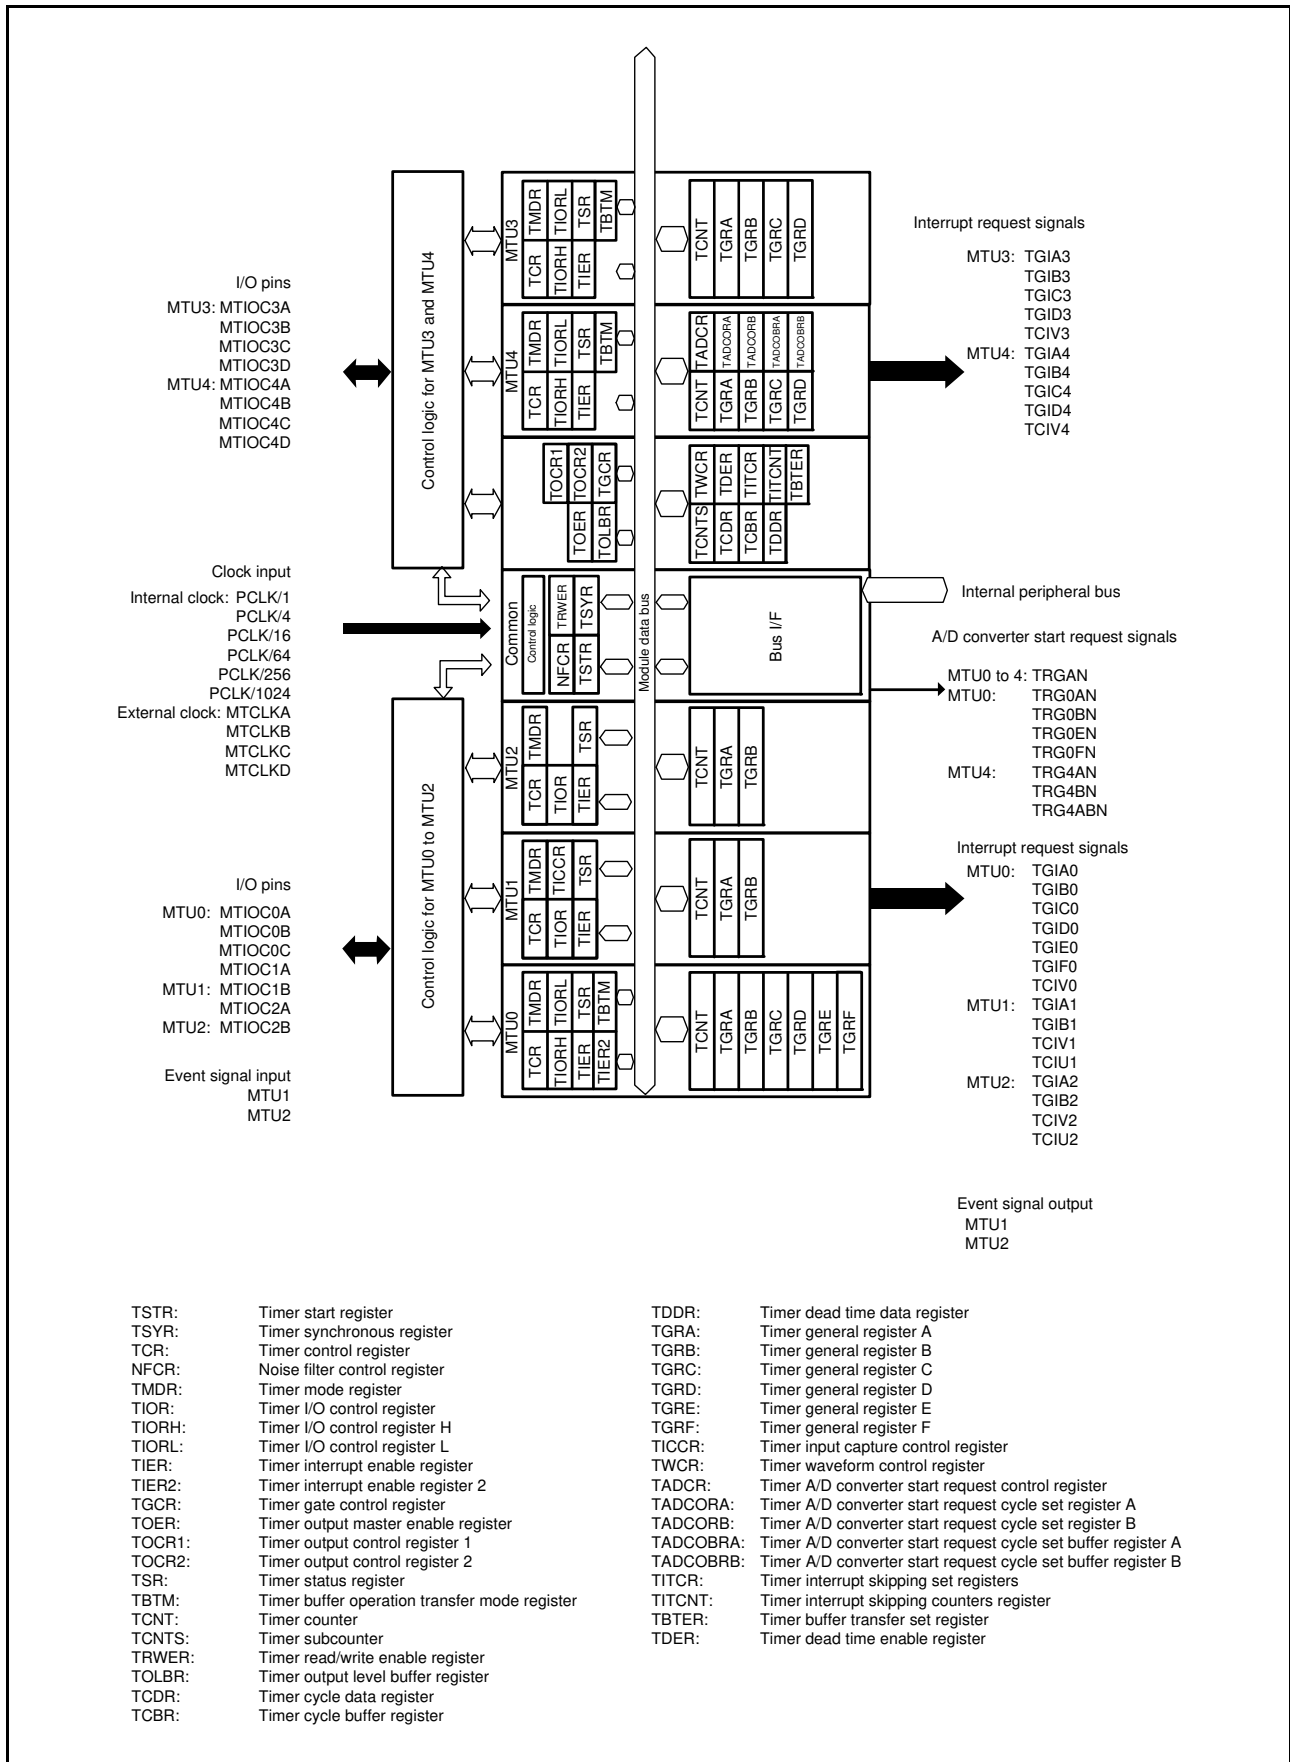 Interrupt request signals
MTU3: TGIA3
TGIB3
TGIC3
TGID3
TCIV3
MTU4: TGIA4
TGIB4
TGIC4
TGID4
TCIV4
I/O pins
MTU3: MTIOC3A
MTIOC3B
MTIOC3C
MTIOC3D
MTU4: MTIOC4A
MTIOC4B
MTIOC4C
MTIOC4D
Control logic for MTU3 and MTU4
MTU3
TCR TMDR
TIORH TIORL
TIER TSR
TBTM
TCNT
TGRA
TGRB
TGRC
TGRD
MTU4
TCR TMDR
TIORH TIORL
TIER TSR
TBTM
TCNT TADCR
TGRA TADCORA
TGRB TADCORB
TGRC TADCOBRA
TGRD TADCOBRB
TOCR1
TOER TOCR2
TOLBR TGCR
TCNTS TWCR
TCDR TDER
TCBR TITCR
TDDR TITCNT
TBTER
Clock input
Internal clock: PCLK/1
PCLK/4
PCLK/16
PCLK/64
PCLK/256
PCLK/1024
External clock: MTCLKA
MTCLKB
MTCLKC
MTCLKD
Common
Control logic
NFCR TRWER
TSTR TSYR
Module data bus
Bus I/F
Internal peripheral bus
A/D converter start request signals
MTU0 to 4: TRGAN
MTU0: TRG0AN
TRG0BN
TRG0EN
TRG0FN
MTU4: TRG4AN
TRG4BN
TRG4ABN
Control logic for MTU0 to MTU2
MTU2
TCR TMDR
TIOR
TIER TSR
TCNT
TGRA
TGRB
MTU1
TCR TMDR
TIOR TICCR
TIER TSR
TCNT
TGRA
TGRB
MTU0
TCR TMDR
TIORH TIORL
TIER TSR
TIER2 TBTM
TCNT
TGRA
TGRB
TGRC
TGRD
TGRE
TGRF
I/O pins
MTU0: MTIOC0A
MTIOC0B
MTIOC0C
MTIOC1A
MTU1: MTIOC1B
MTIOC2A
MTU2: MTIOC2B
Event signal input
MTU1
MTU2
Interrupt request signals
MTU0: TGIA0
TGIB0
TGIC0
TGID0
TGIE0
TGIF0
TCIV0
MTU1: TGIA1
TGIB1
TCIV1
TCIU1
MTU2: TGIA2
TGIB2
TCIV2
TCIU2
Event signal output
MTU1
MTU2
TSTR: Timer start register
TSYR: Timer synchronous register
TCR: Timer control register
NFCR: Noise filter control register
TMDR: Timer mode register
TIOR: Timer I/O control register
TIORH: Timer I/O control register H
TIORL: Timer I/O control register L
TIER: Timer interrupt enable register
TIER2: Timer interrupt enable register 2
TGCR: Timer gate control register
TOER: Timer output master enable register
TOCR1: Timer output control register 1
TOCR2: Timer output control register 2
TSR: Timer status register
TBTM: Timer buffer operation transfer mode register
TCNT: Timer counter
TCNTS: Timer subcounter
TRWER: Timer read/write enable register
TOLBR: Timer output level buffer register
TCDR: Timer cycle data register
TCBR: Timer cycle buffer register
TDDR: Timer dead time data register
TGRA: Timer general register A
TGRB: Timer general register B
TGRC: Timer general register C
TGRD: Timer general register D
TGRE: Timer general register E
TGRF: Timer general register F
TICCR: Timer input capture control register
TWCR: Timer waveform control register
TADCR: Timer A/D converter start request control register
TADCORA: Timer A/D converter start request cycle set register A
TADCORB: Timer A/D converter start request cycle set register B
TADCOBRA: Timer A/D converter start request cycle set buffer register A
TADCOBRB: Timer A/D converter start request cycle set buffer register B
TITCR: Timer interrupt skipping set registers
TITCNT: Timer interrupt skipping counters register
TBTER: Timer buffer transfer set register
TDER: Timer dead time enable register